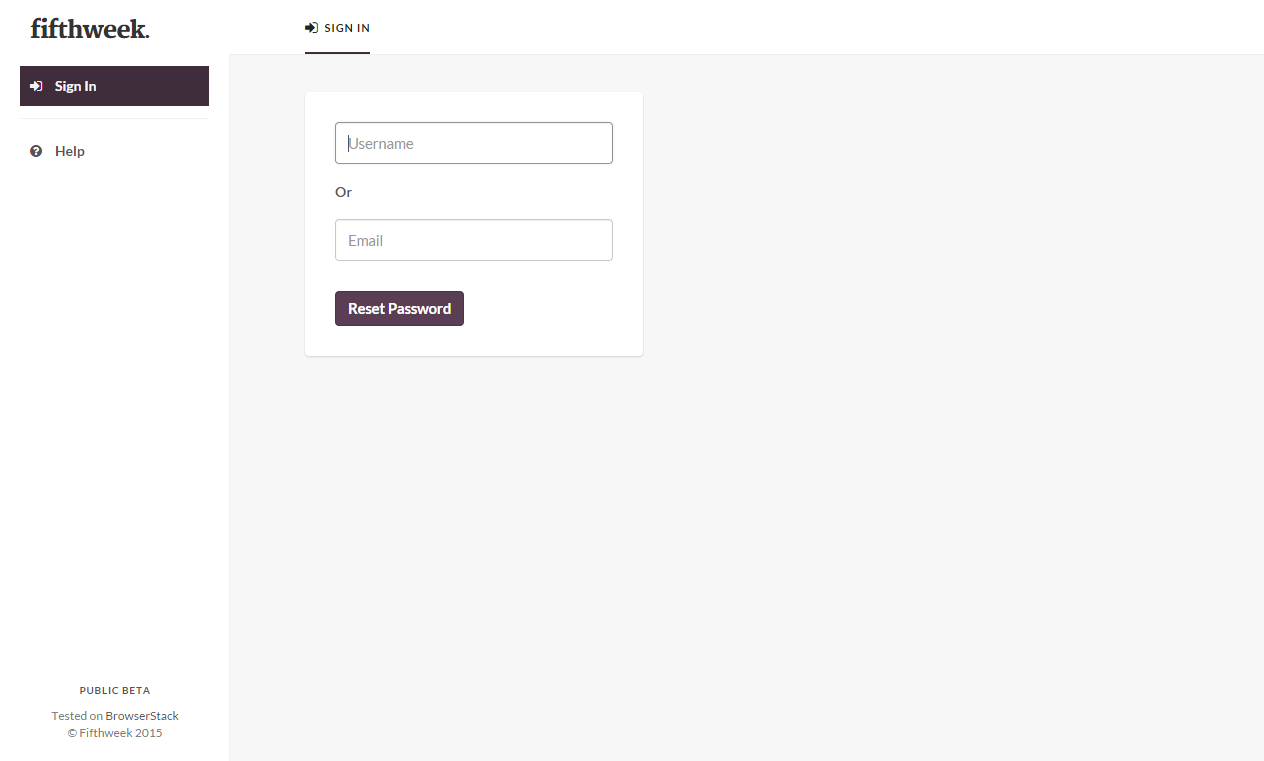 fifthweek.
Sign In
Help
PUBLIC BETA
Tested on BrowserStack
© Fifthweek 2015
SIGN IN
Username
Or
Email
Reset Password